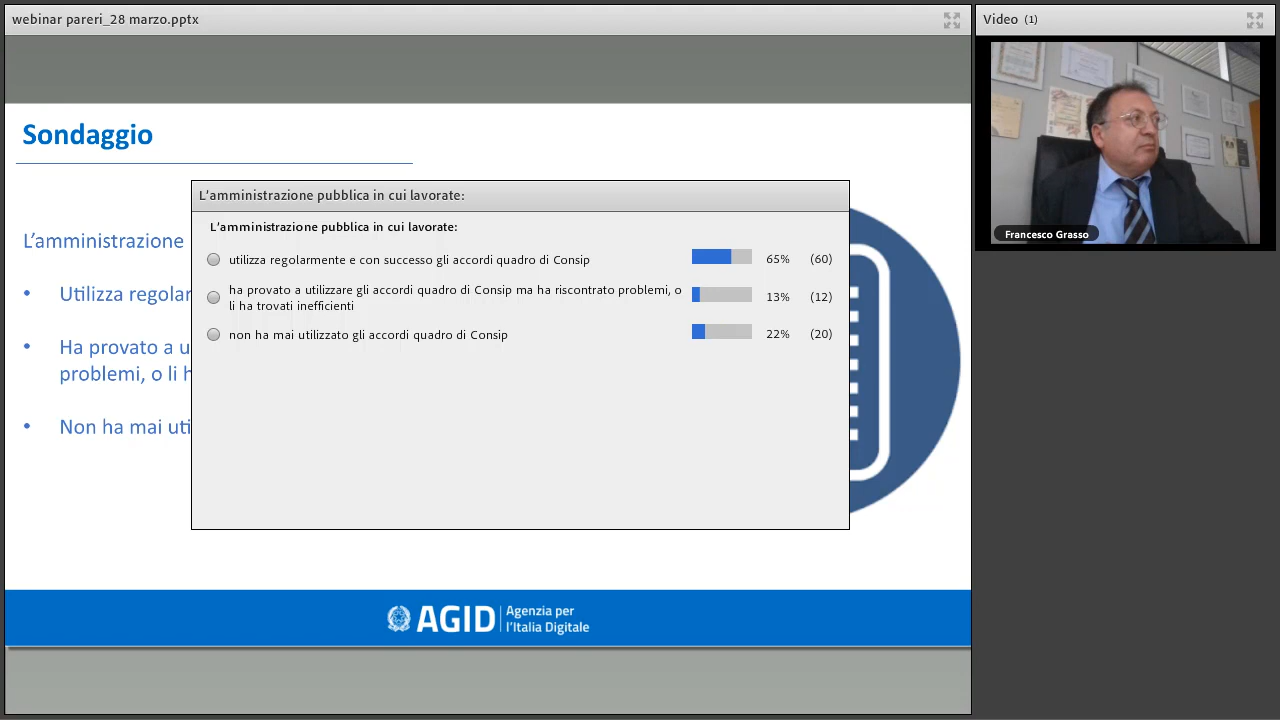 webinar pareri_28 marzo.pptx
Video (1)
Francesco Grasso
Sondaggio
L'amministrazione
• Utilizza regolar
• Ha provato a u
problemi, o li h
• Non ha mai uti
L'amministrazione pubblica in cui lavorate:
L'amministrazione pubblica in cui lavorate:
utilizza regolarmente e con successo gli accordi quadro di Consip 65% (60)
ha provato a utilizzare gli accordi quadro di Consip ma ha riscontrato problemi, o
li ha trovati inefficienti 13% (12)
non ha mai utilizzato gli accordi quadro di Consip 22% (20)
AGID Agenzia per
l'Italia Digitale